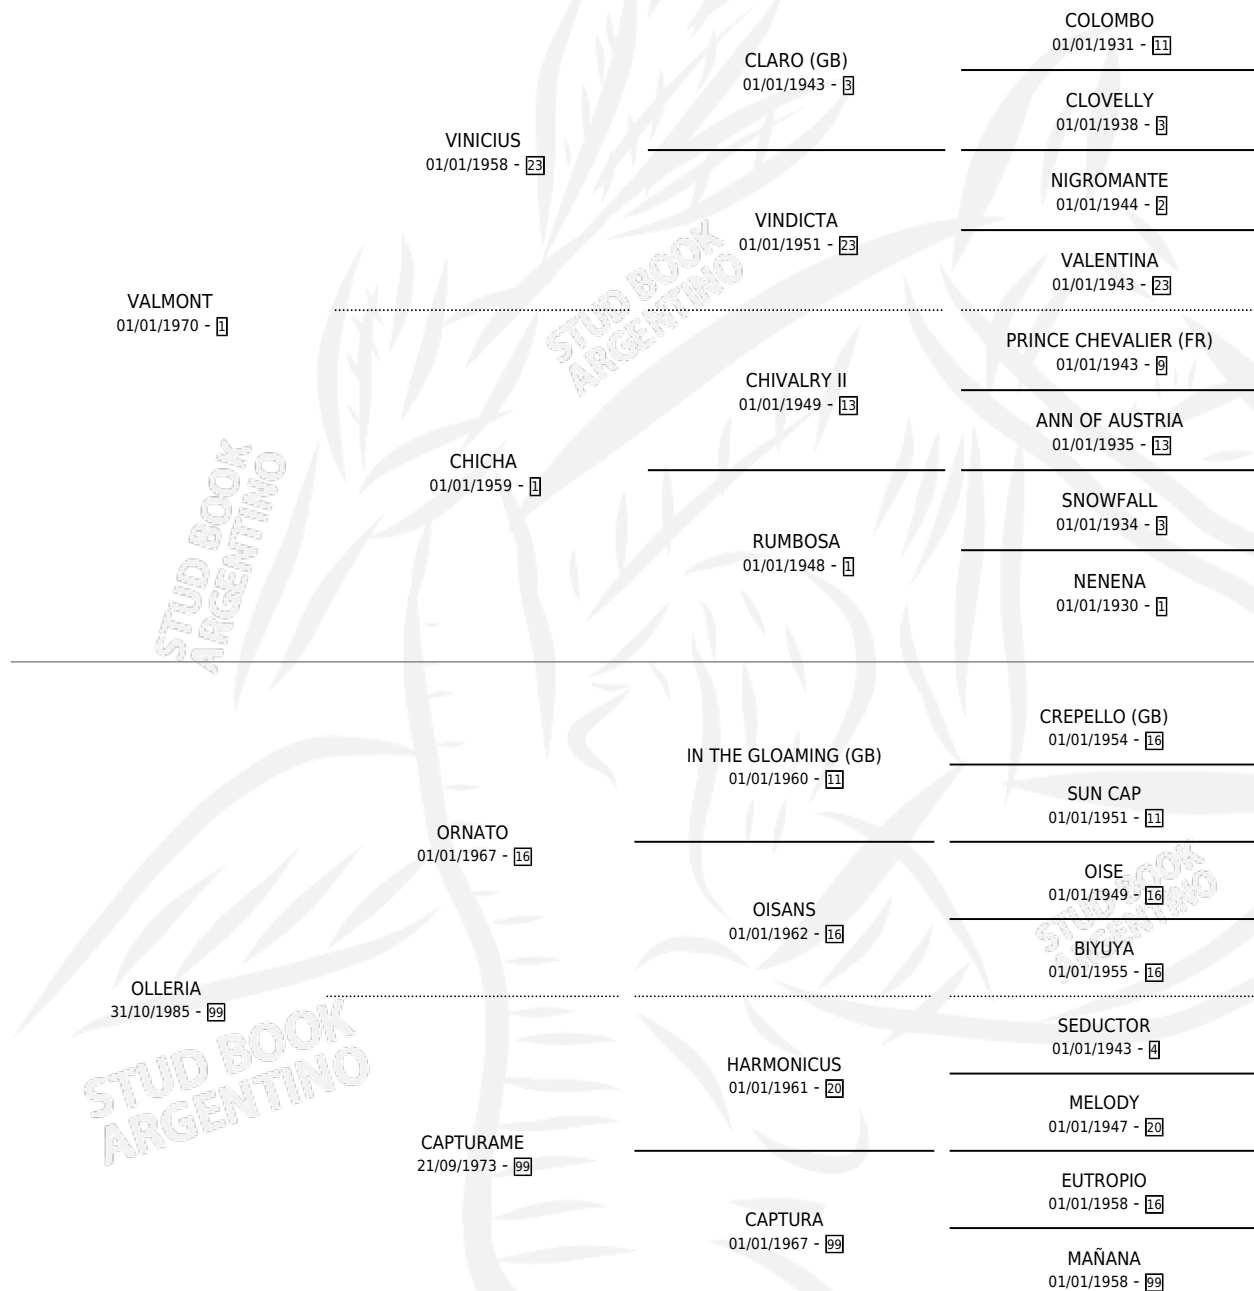 COLOMBO
01/01/1931 - 11
CLARO (GB)
01/01/1943 - 3
CLOVELLY
01/01/1938 - 3
VINICIUS
01/01/1958 - 23
NIGROMANTE
01/01/1944 - 2
VINDICTA
01/01/1951 - 23
VALENTINA
01/01/1943 - 23
VALMONT
01/01/1970 - 1
PRINCE CHEVALIER (FR)
01/01/1943 - 9
CHIVALRY II
01/01/1949 - 13
ANN OF AUSTRIA
01/01/1935 - 13
CHICHA
01/01/1959 - 1
SNOWFALL
01/01/1934 - 3
RUMBOSA
01/01/1948 - 1
NENENA
01/01/1930 - 1
CREPELLO (GB)
01/01/1954 - 16
IN THE GLOAMING (GB)
01/01/1960 - 11
SUN CAP
01/01/1951 - 11
ORNATO
01/01/1967 - 16
OISE
01/01/1949 - 16
OISANS
01/01/1962 - 16
BIYUYA
01/01/1955 - 16
OLLERIA
31/10/1985 - 99
SEDUCTOR
01/01/1943 - 4
HARMONICUS
01/01/1961 - 20
MELODY
01/01/1947 - 20
CAPTURAME
21/09/1973 - 99
EUTROPIO
01/01/1958 - 16
CAPTURA
01/01/1967 - 99
MAÑANA
01/01/1958 - 99
STUD BOOK
ARGENTINO
STUD BOOK
ARGENTINO
STUD BOOK
ARGENTINO
STUD BOOK
ARGENTINO